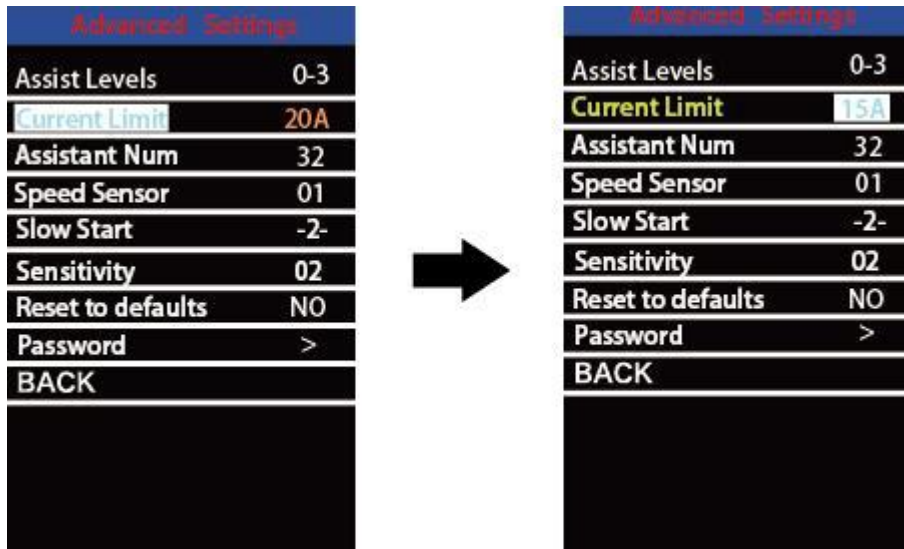 Advanced Settings
Assist Levels 0-3
Current Limit 20A
Assistant Num 32
Speed Sensor 01
Slow Start -2-
Sensitivity 02
Reset to defaults NO
Password >
BACK
Advanced Settings
Assist Levels 0-3
Current Limit 15A
Assistant Num 32
Speed Sensor 01
Slow Start -2-
Sensitivity 02
Reset to defaults NO
Password >
BACK